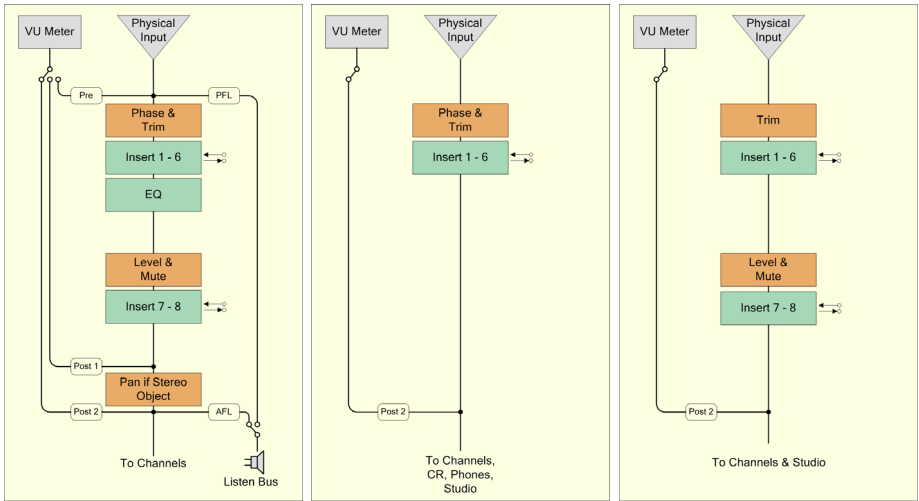 VU Meter
Physical
Input
Pre
PFL
Phase &
Trim
Insert 1 - 6
EQ
Level &
Mute
Insert 7 - 8
Post 1
Pan if Stereo
Object
Post 2
AFL
To Channels
Listen Bus
VU Meter
Physical
Input
Phase &
Trim
Insert 1 - 6
Post 2
To Channels,
CR, Phones,
Studio
VU Meter
Physical
Input
Trim
Insert 1 - 6
Level &
Mute
Insert 7 - 8
Post 2
To Channels & Studio